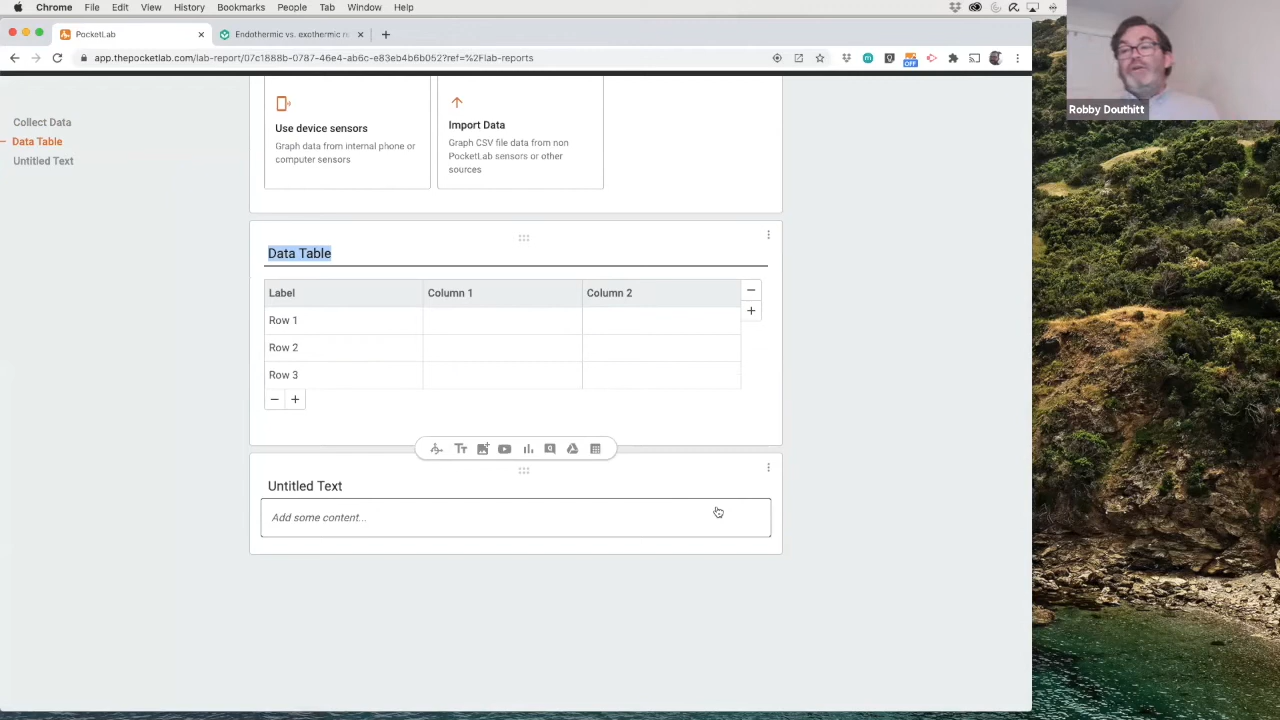 Chrome File Edit View History Bookmarks People Tab Window Help
PocketLab
Endothermic vs. exothermic r
app.thepocketlab.com/lab-report/07c1888b-0787-46e4-ab6c-e83eb4b6b052?ref=%2Flab-reports
OFF
Robby Douthitt
Collect Data
Data Table
Untitled Text
Use device sensors
Graph data from internal phone or
computer sensors
Import Data
Graph CSV file data from non
PocketLab sensors or other
sources
Data Table
Label Column 1 Column 2
Row 1
Row 2
Row 3
Untitled Text
Add some content...